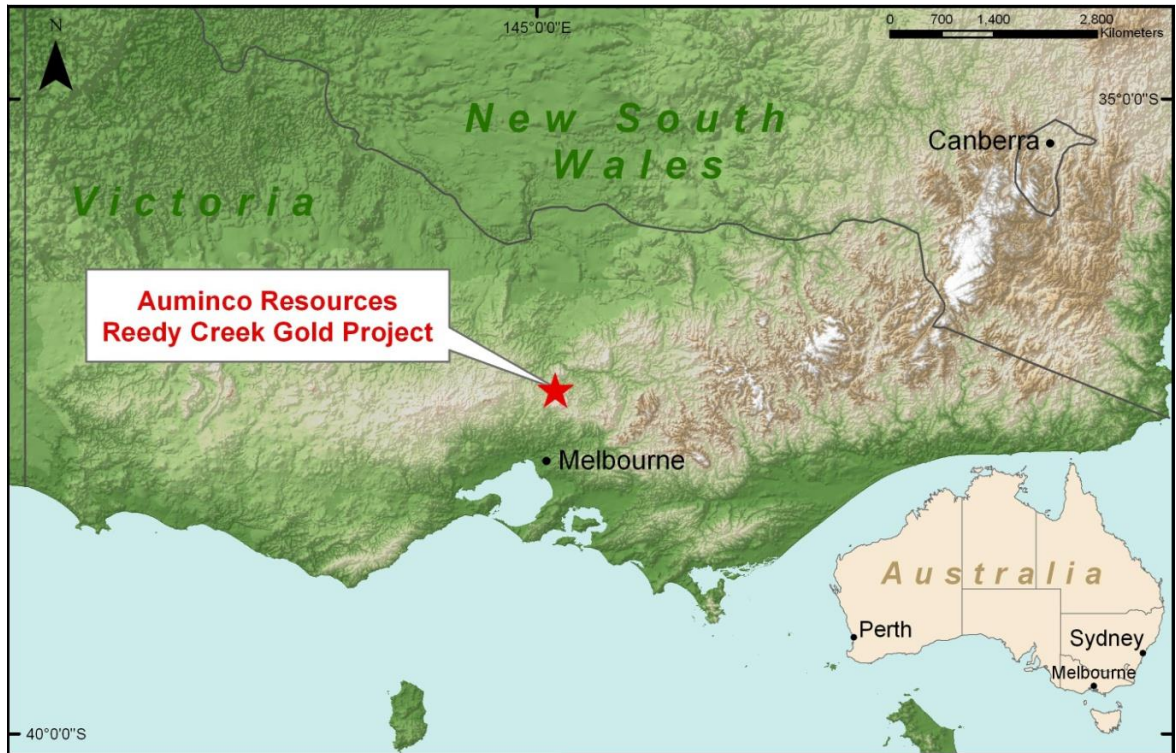 N
145°0'0"E
0 700 1,400 2,800
Kilometers
35°0'0"S
New South
Wales
Canberra
Victoria
Auminco Resources
Reedy Creek Gold Project
Melbourne
Australia
Perth
Sydney
Melbourne
40°0'0"S